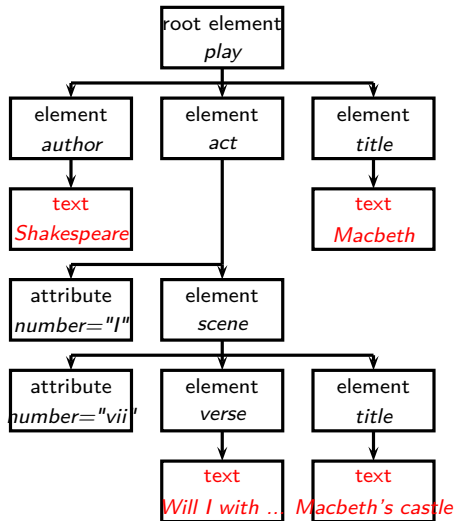 root element
play
element
author
element
act
element
title
text
Shakespeare
text
Macbeth
attribute
number="I"
element
scene
attribute
number="vii"
element
verse
element
title
text
Will I with ...
text
Macbeth's castle